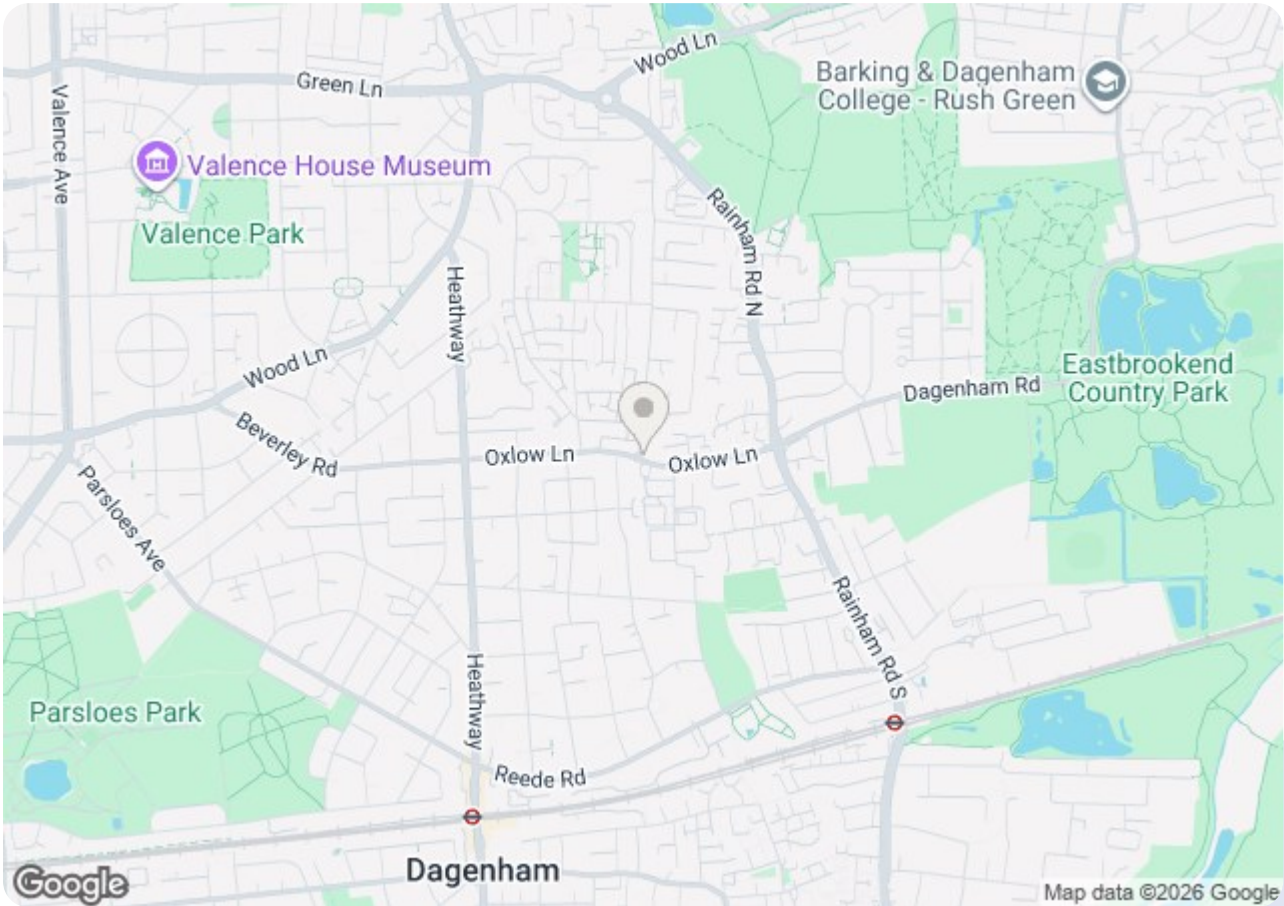 Wood Ln
Green Ln
Barking & Dagenham
College - Rush Green
Valence Ave
Valence House Museum
Rainham Rd N
Valence Park
Heathway
Wood Ln
Eastbrookend
Country Park
Dagenham Rd
Beverley Rd
Oxlow Ln
Oxlow Ln
Parsloes Ave
Rainham Rd S
Heathway
Parsloes Park
Reede Rd
Dagenham
Google
Map data ©2026 Google